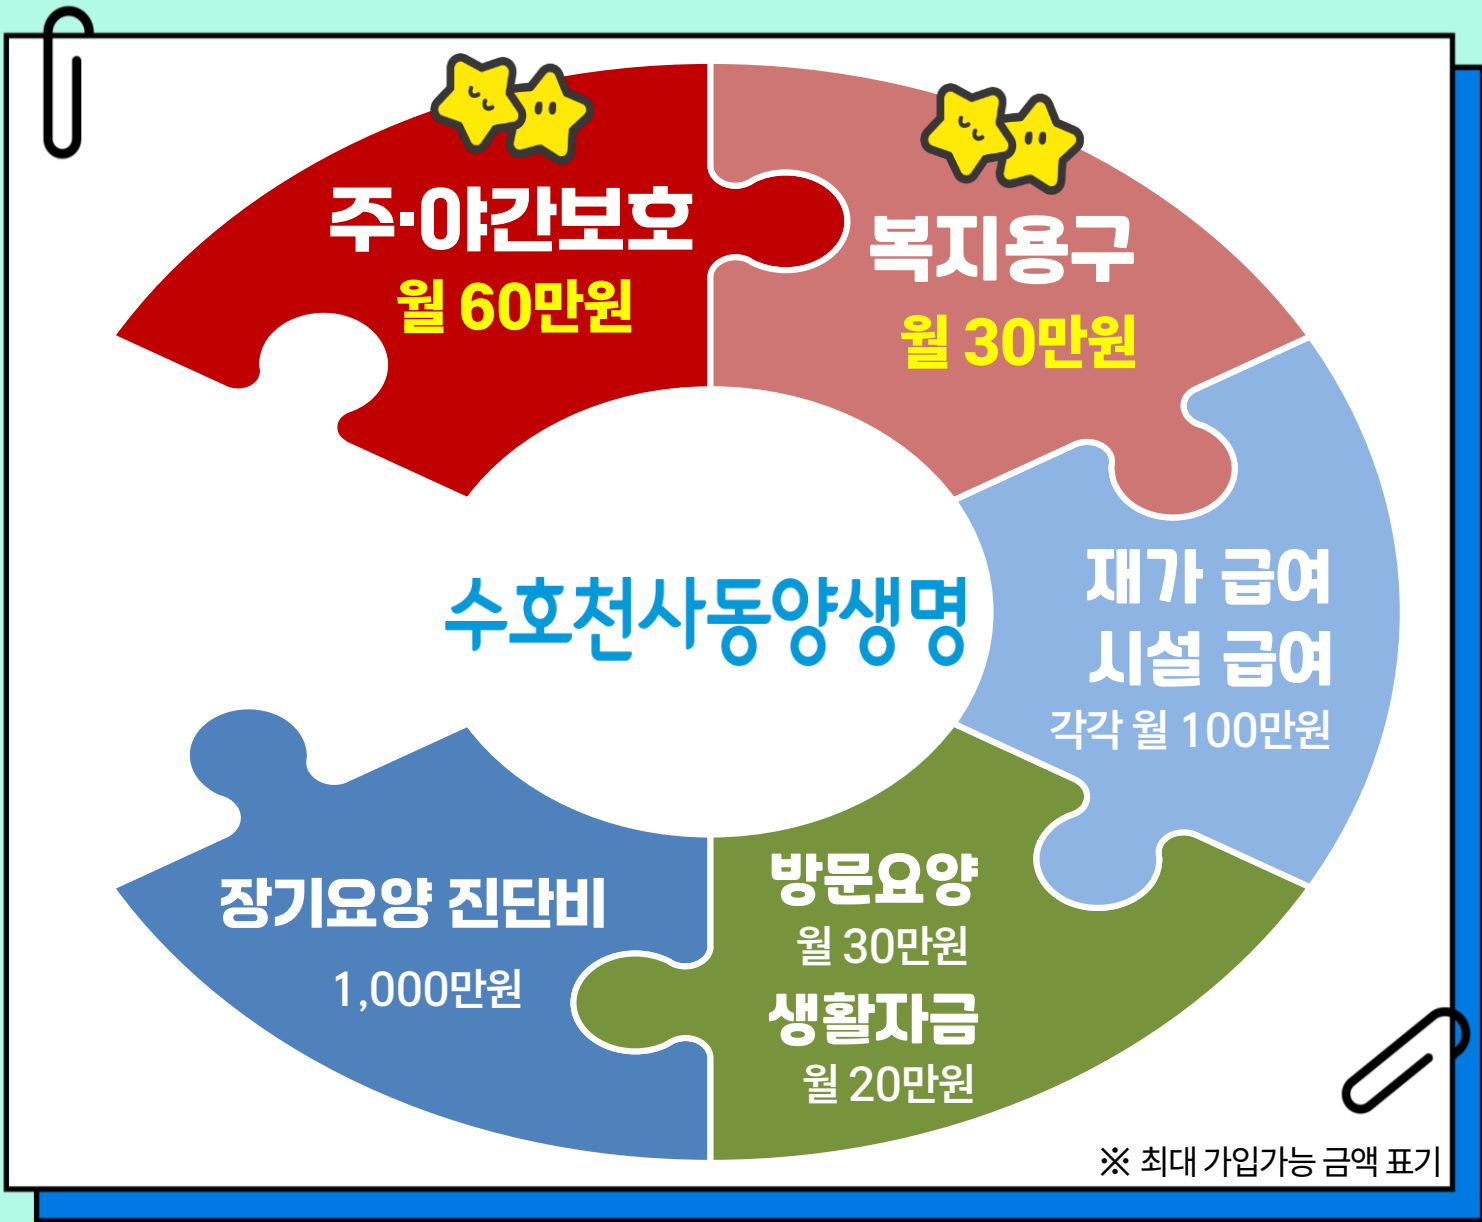 주·야간보호
월 60만원
복지용구
월 30만원
재가 급여
시설 급여
각각 월 100만원
수호천사동양생명
장기요양 진단비
1,000만원
방문요양
월 30만원
생활자금
월 20만원
※ 최대 가입가능 금액 표기